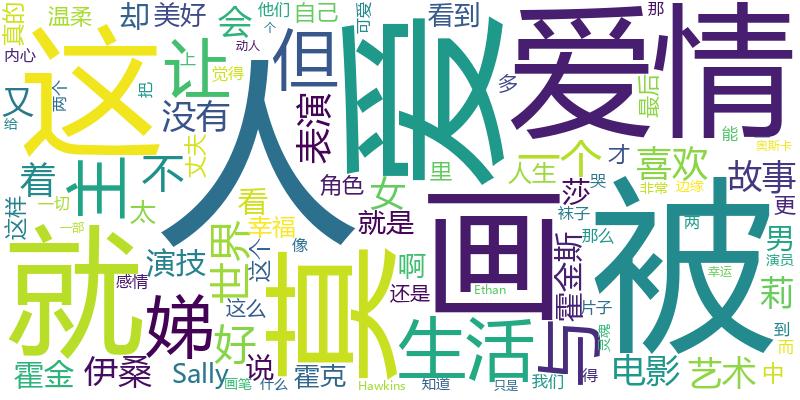 真的
温柔
却
美好
会
他们
自己
可爱
看到
那
爱情
内心
个
动人
这
让
但
爱
觉得
上
多
最后
又
两个
把
没有
表演
人
能
给
丈夫
里
人生
一个
才
喜欢
奥斯卡
着
主
不
角色
女
莎
哭
非常
边缘
故事
这样
一切
太
看
就是
画
袜子
那么
两
更
一部
世界
幸福
被
就
演技
这个
像
啊
与
霍金斯
男
演员
感情
娣
真
还是
Ethan
片子
幸运
莉
这么
好
生活
灵魂
到
霍金
伊桑
Sally
说
霍克
电影
艺术
中
而
画笔
什么
Hawkins
知道
只是
我们
得